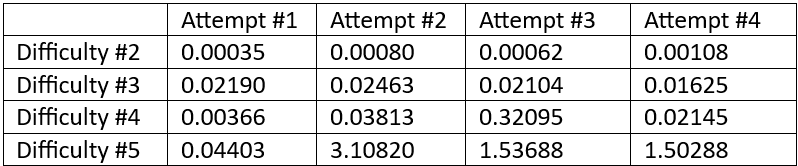 Attempt #1 Attempt #2 Attempt #3 Attempt #4
Difficulty #2 0.00035 0.00080 0.00062 0.00108
Difficulty #3 0.02190 0.02463 0.02104 0.01625
Difficulty #4 0.00366 0.03813 0.32095 0.02145
Difficulty #5 0.04403 3.10820 1.53688 1.50288